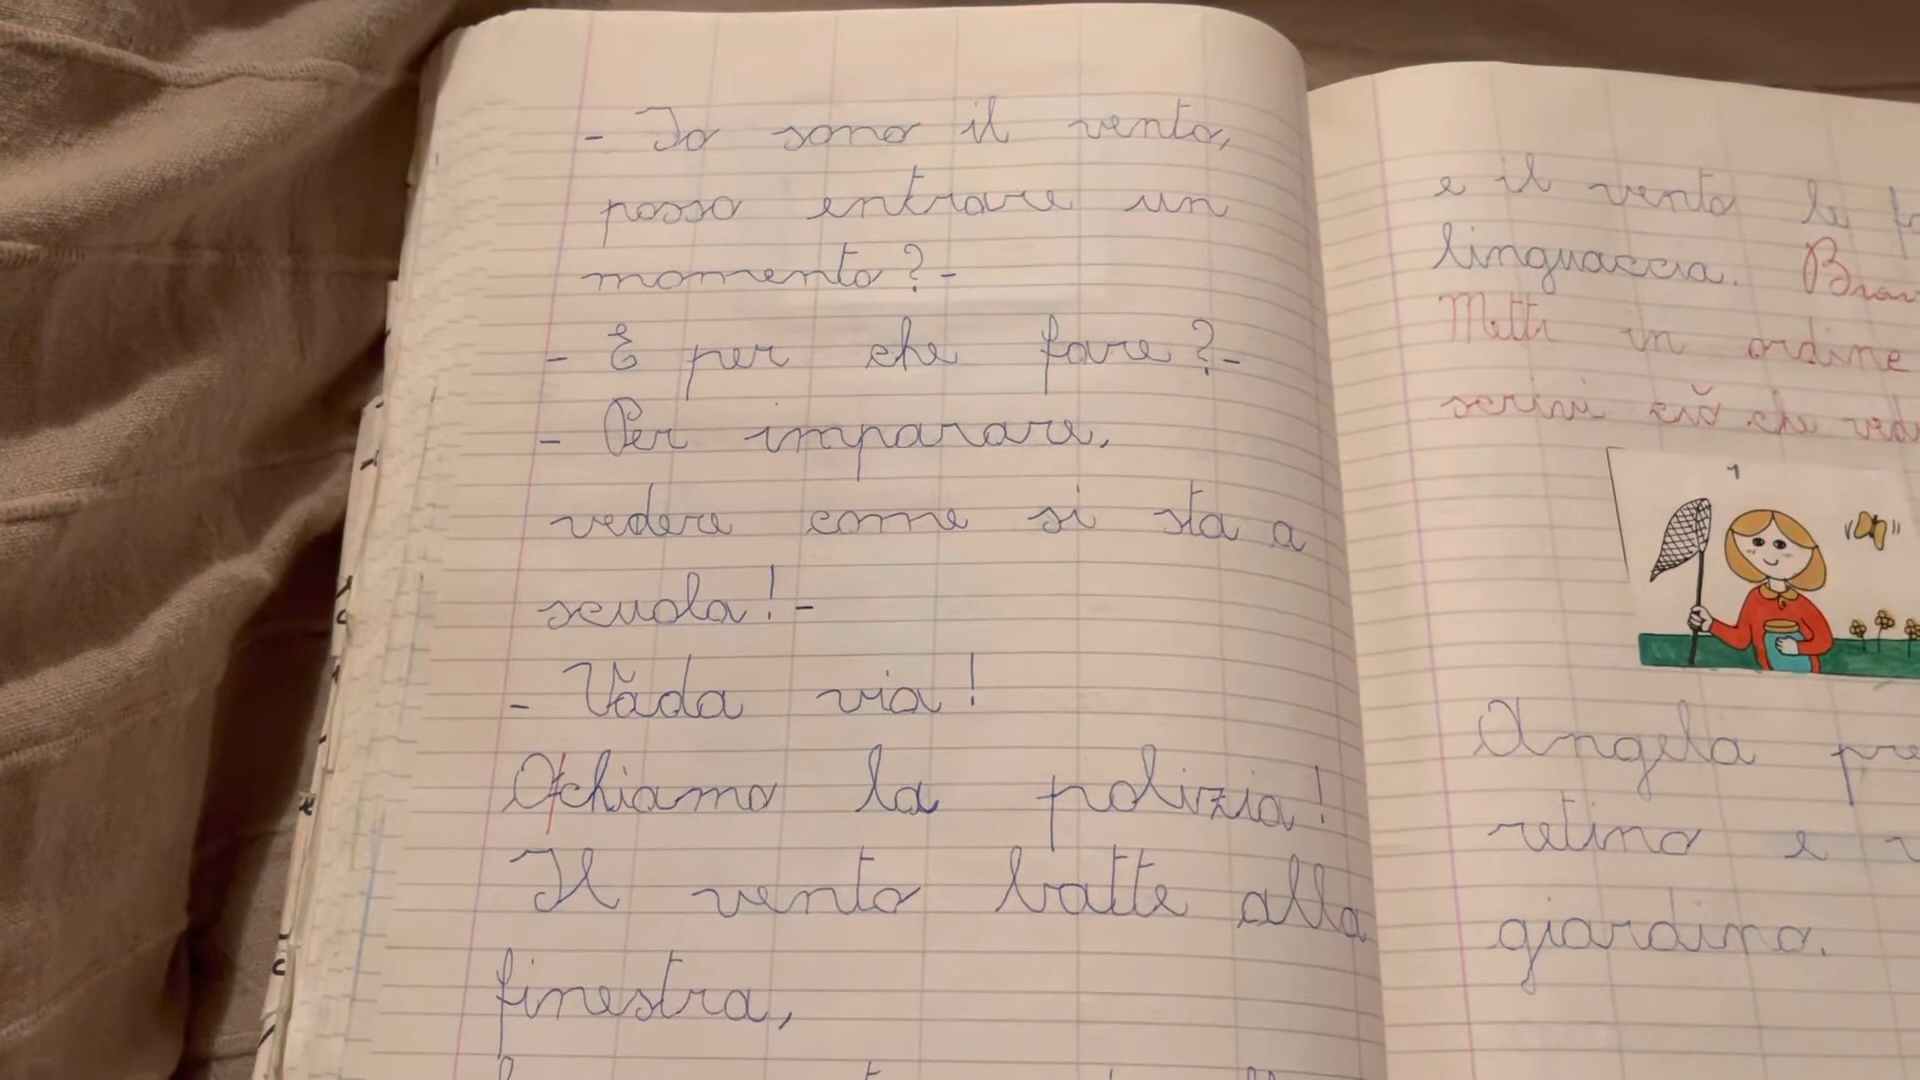 - Io sono il vento,
posso entrare un
momento? -
- E per che fare? -
- Per imparare,
vedere come si sta a
scuola! -
- Vada via!
Ochiamo la polizia!
Il vento batte alla
finestra,
e il vento le
linguaccia.
Metti in ordine
scrivi ciò che
1
Angela
retino e
giardino.